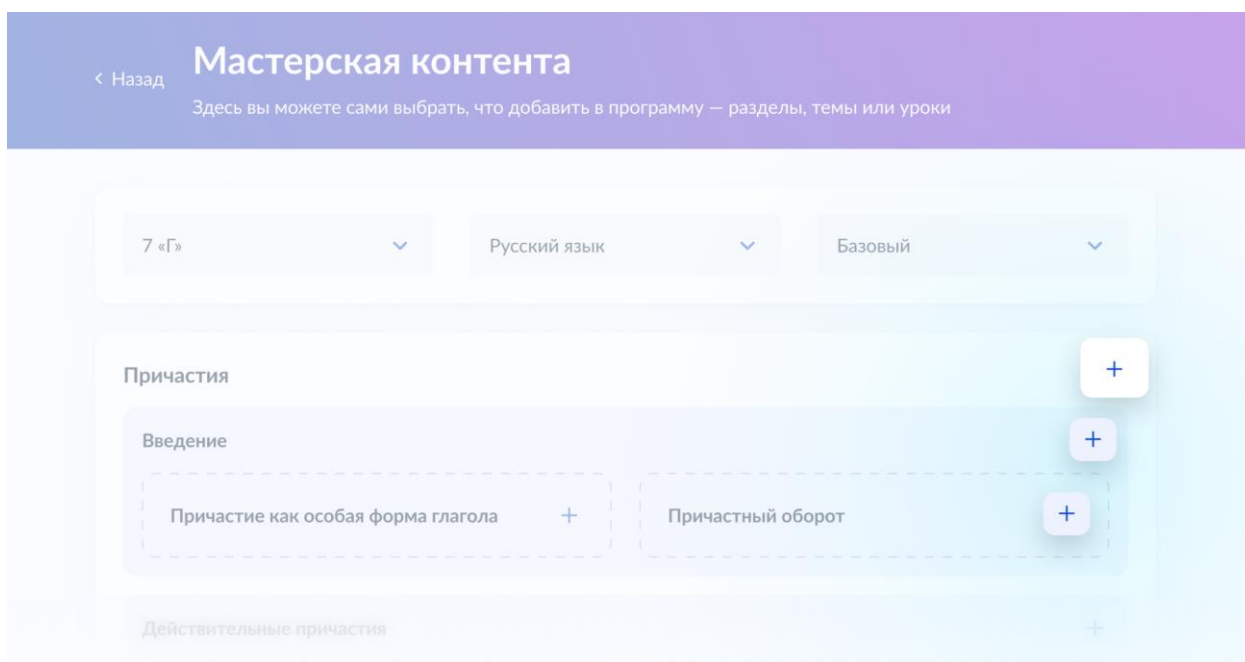 Назад
Мастерская контента
Здесь вы можете сами выбрать, что добавить в программу — разделы, темы или уроки
7 «Г»
Русский язык
Базовый
Причастия
Введение
Причастие как особая форма глагола
Причастный оборот
Действительные причастия